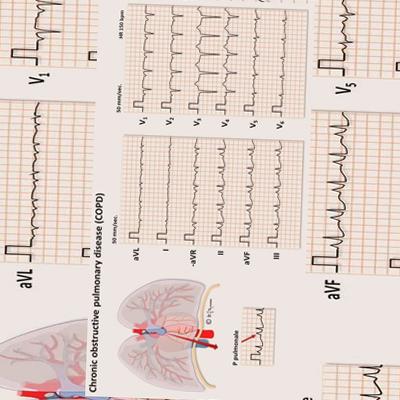 Chronic obstructive pulmonary disease (COPD)
50 mm/sec.
aVL
I
-aVR
II
aVF
III
50 mm/sec.
HR 150 bpm
V1
V2
V3
V4
V5
V6
P pulmonale
V1
aVL
V5
aVF